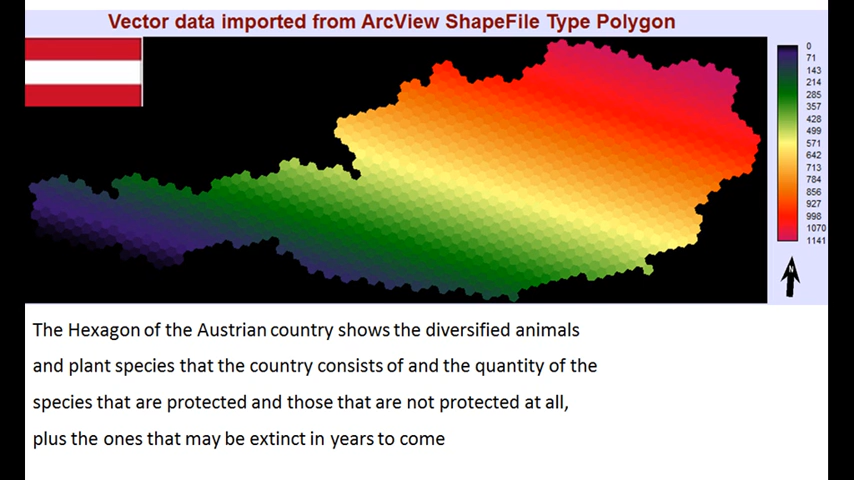 Vector data imported from ArcView ShapeFile Type Polygon
0
71
143
214
285
357
428
499
571
642
713
784
856
927
998
1070
1141
N
The Hexagon of the Austrian country shows the diversified animals
and plant species that the country consists of and the quantity of the
species that are protected and those that are not protected at all,
plus the ones that may be extinct in years to come